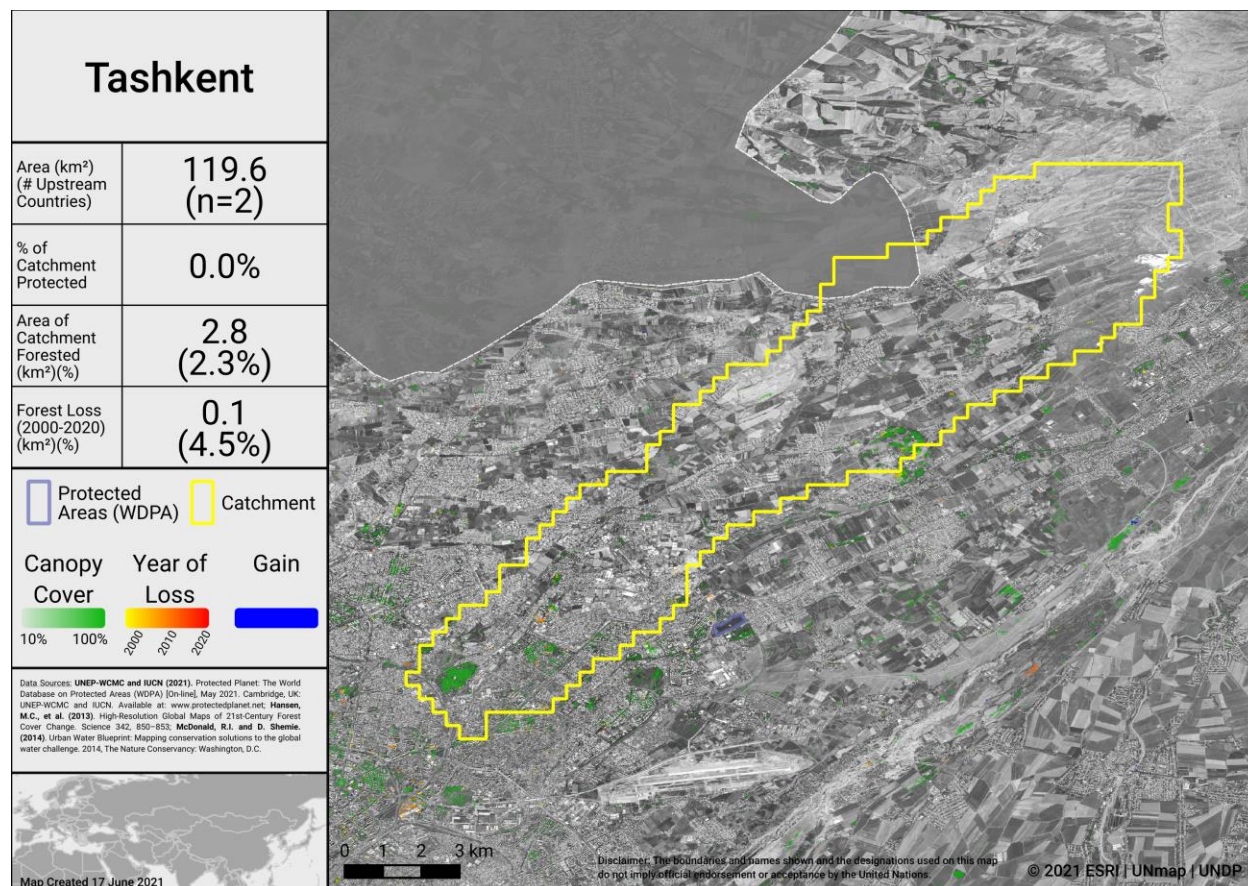 Tashkent
Area (km²)
(# Upstream
Countries)
119.6
(n=2)
% of
Catchment
Protected
0.0%
Area of
Catchment
Forested
(km²)(%)
2.8
(2.3%)
Forest Loss
(2000-2020)
(km²)(%)
0.1
(4.5%)
Protected
Areas (WDPA)
Catchment
Canopy
Cover
Year of
Loss
Gain
10% 100%
2000 2010 2020
Data Sources: UNEP-WCMC and IUCN (2021). Protected Planet: The World
Database on Protected Areas (WDPA) [On-line], May 2021. Cambridge, UK:
UNEP-WCMC and IUCN. Available at: www.protectedplanet.net; Hansen,
M.C., et al. (2013). High-Resolution Global Maps of 21st-Century Forest
Cover Change. Science 342, 850–853; McDonald, R.I. and D. Shemie.
(2014). Urban Water Blueprint: Mapping conservation solutions to the global
water challenge. 2014, The Nature Conservancy: Washington, D.C.
Map Created 17 June 2021
0 1 2 3 km
Disclaimer: The boundaries and names shown and the designations used on this map
do not imply official endorsement or acceptance by the United Nations.
© 2021 ESRI | UNmap | UNDP